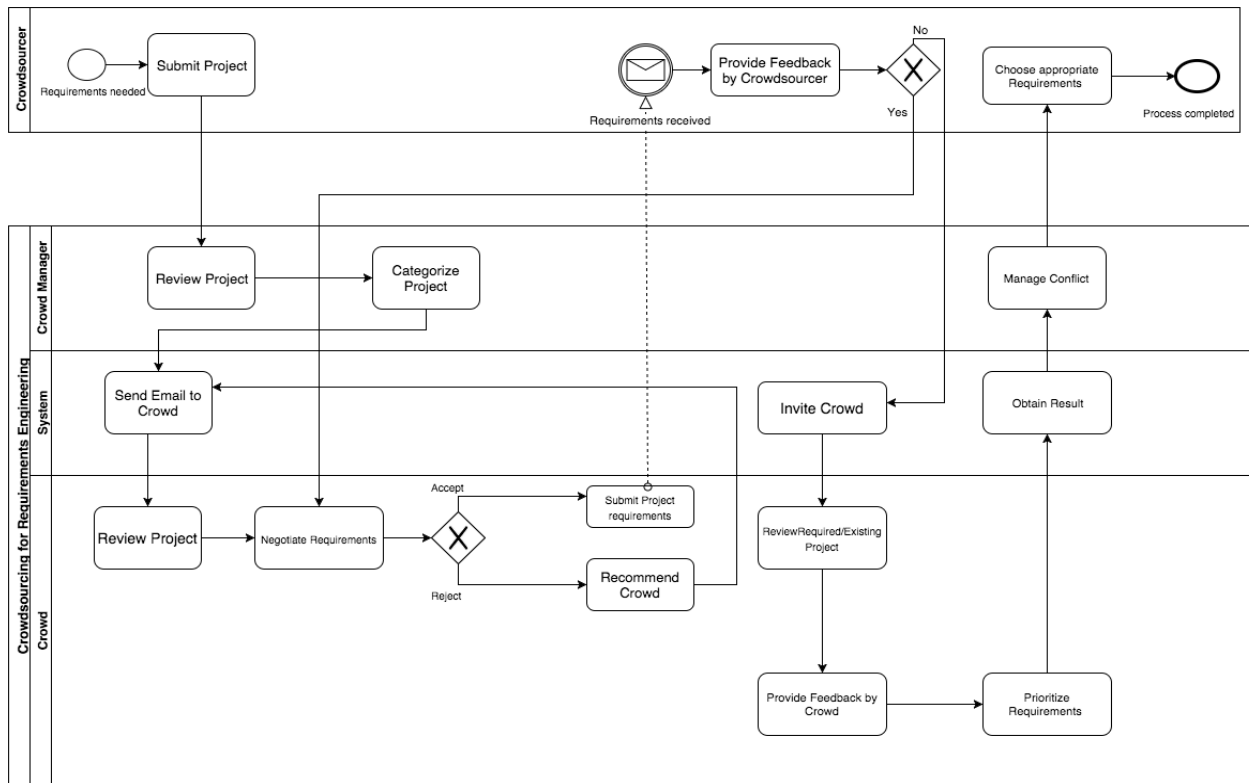 Crowdsourcer
Requirements needed
Submit Project
Requirements received
Provide Feedback
by Crowdsourcer
No
Yes
Choose appropriate
Requirements
Process completed
Crowdsourcing for Requirements Engineering
Crowd Manager
Review Project
Categorize
Project
Manage Conflict
System
Send Email to
Crowd
Invite Crowd
Obtain Result
Crowd
Review Project
Negotiate Requirements
Accept
Reject
Submit Project
requirements
Recommend
Crowd
ReviewRequired/Existing
Project
Provide Feedback by
Crowd
Prioritize
Requirements